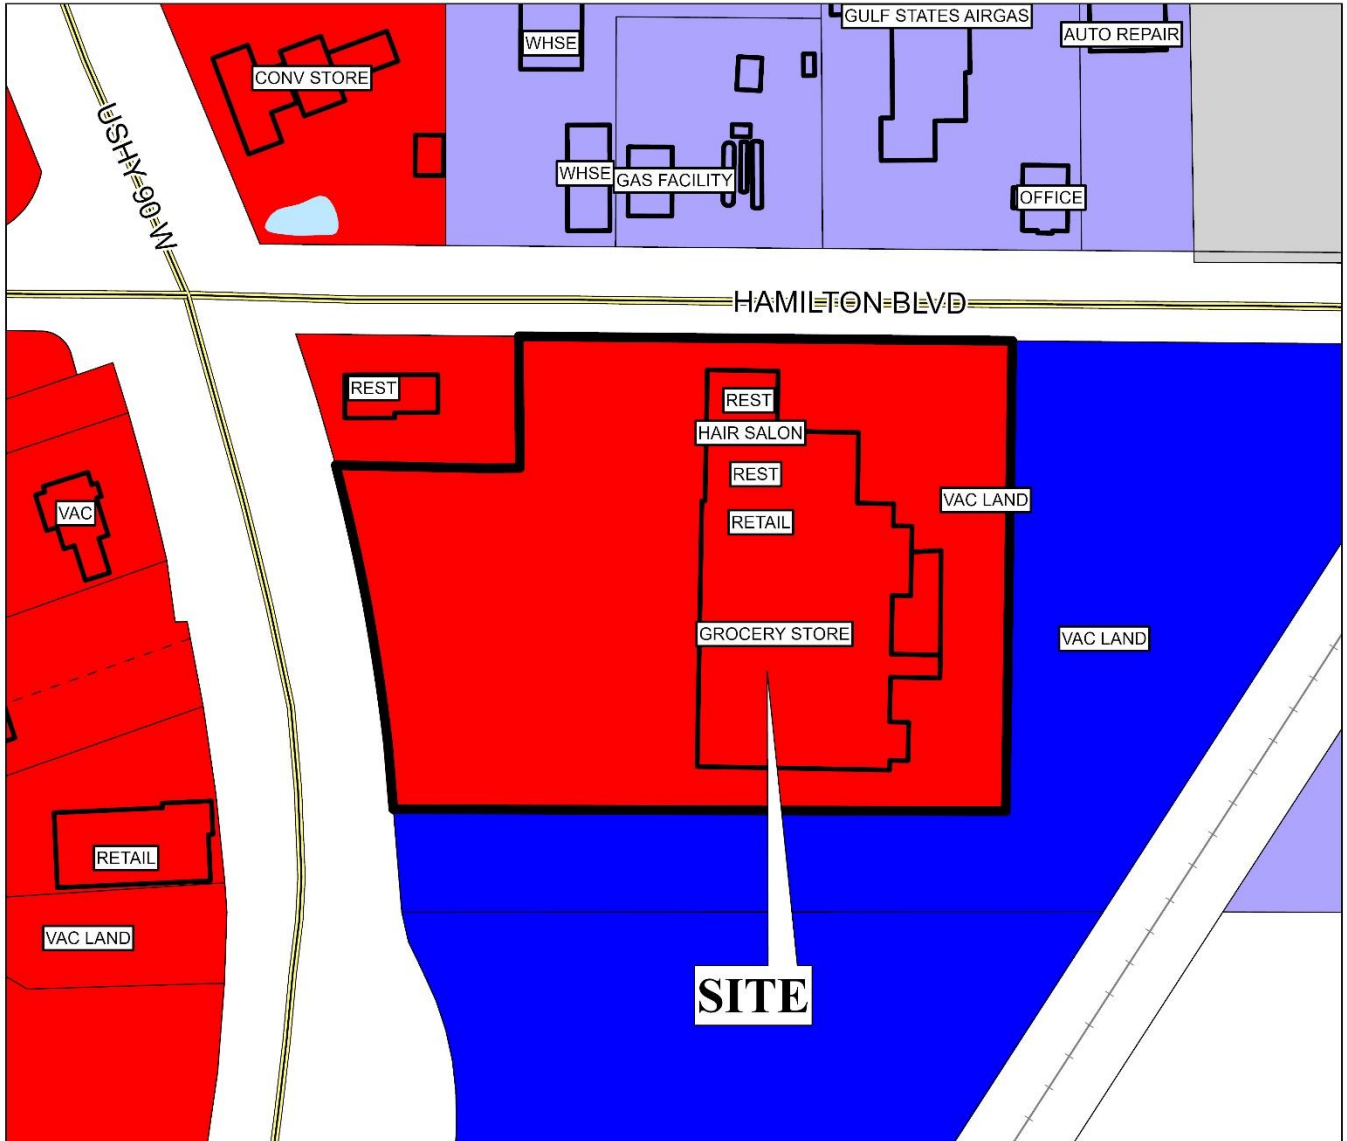 GULF STATES AIRGAS
AUTO REPAIR
WHSE
CONV STORE
USHY 90 W
WHSE
GAS FACILITY
OFFICE
HAMILTON BLVD
REST
REST
HAIR SALON
REST
VAC LAND
VAC
RETAIL
GROCERY STORE
VAC LAND
RETAIL
VAC LAND
SITE